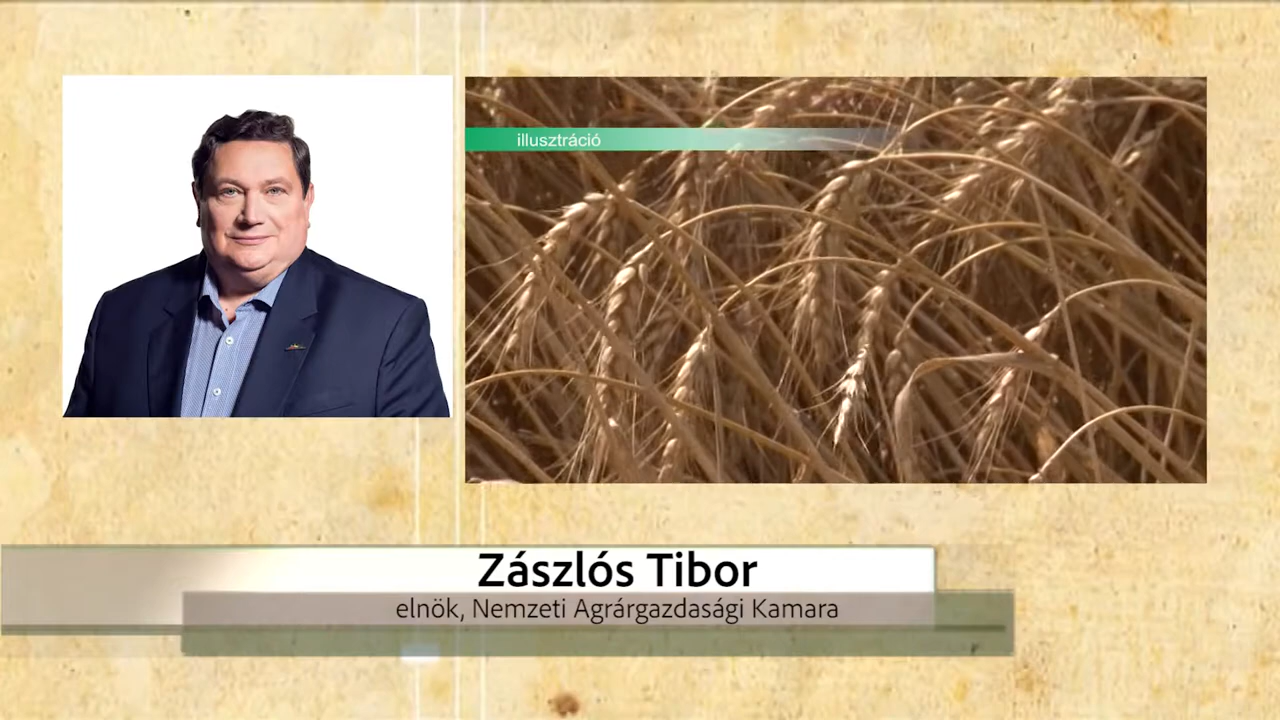 illusztráció
Zászlós Tibor
elnök, Nemzeti Agrárgazdasági Kamara